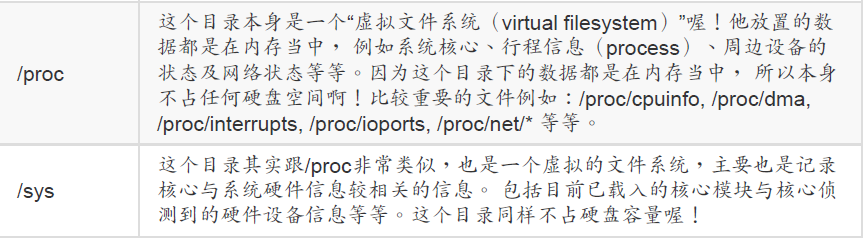 /proc
这个目录本身是一个“虚拟文件系统（virtual filesystem）”喔！他放置的数
据都是在内存当中， 例如系统核心、行程信息（process）、周边设备的
状态及网络状态等等。因为这个目录下的数据都是在内存当中， 所以本身
不占任何硬盘空间啊！比较重要的文件例如：/proc/cpuinfo, /proc/dma,
/proc/interrupts, /proc/ioports, /proc/net/* 等等。
/sys
这个目录其实跟/proc非常类似，也是一个虚拟的文件系统，主要也是记录
核心与系统硬件信息较相关的信息。 包括目前已载入的核心模块与核心侦
测到的硬件设备信息等等。这个目录同样不占硬盘容量喔！